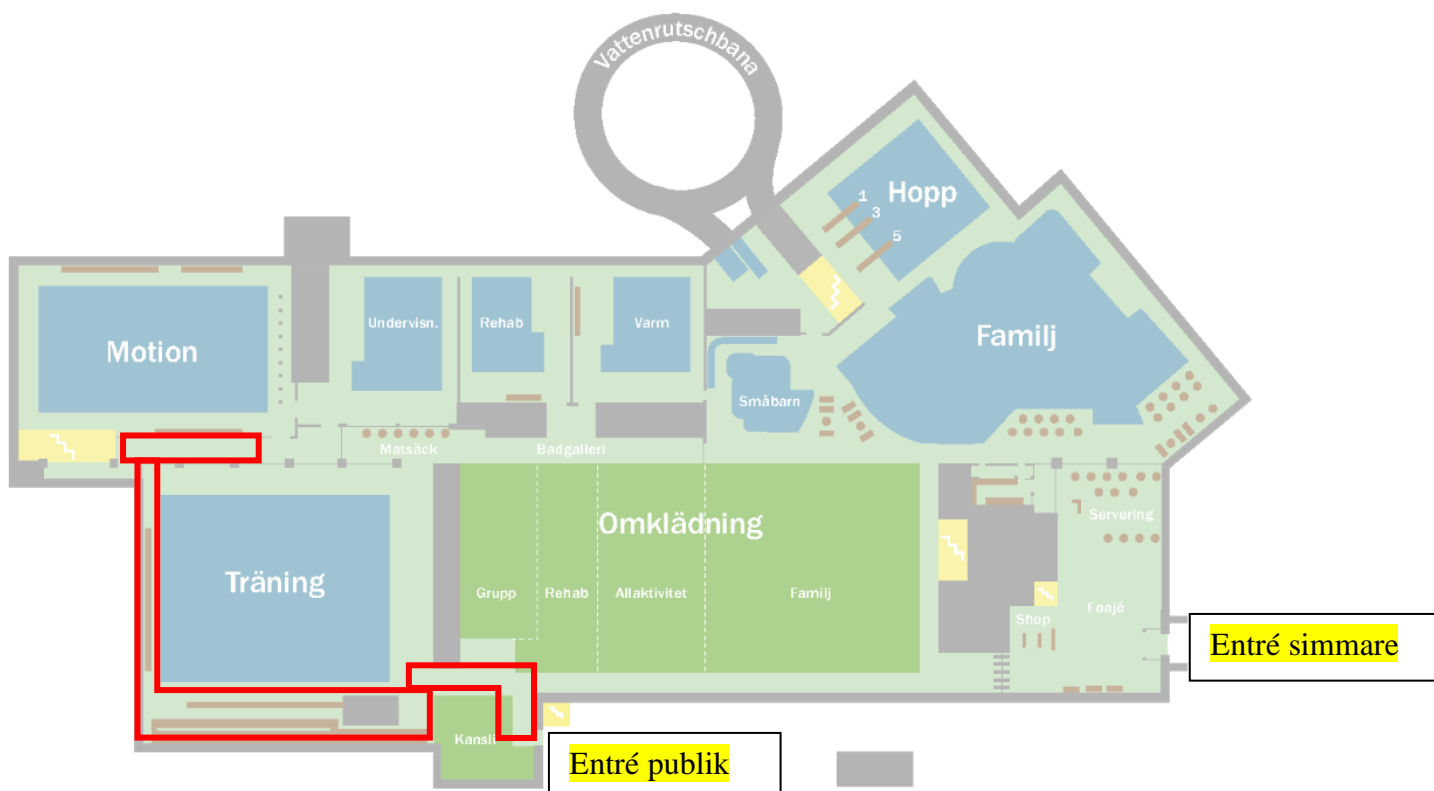 Vattenrutschbana
Hopp
1
3
5
Undervisn.
Rehab
Varm
Familj
Motion
Småbarn
Matsäck
Badgalleri
Omklädning
Servering
Träning
Grupp
Rehab
Allaktivitet
Familj
Foajé
Shop
Entré simmare
Kansli
Entré publik